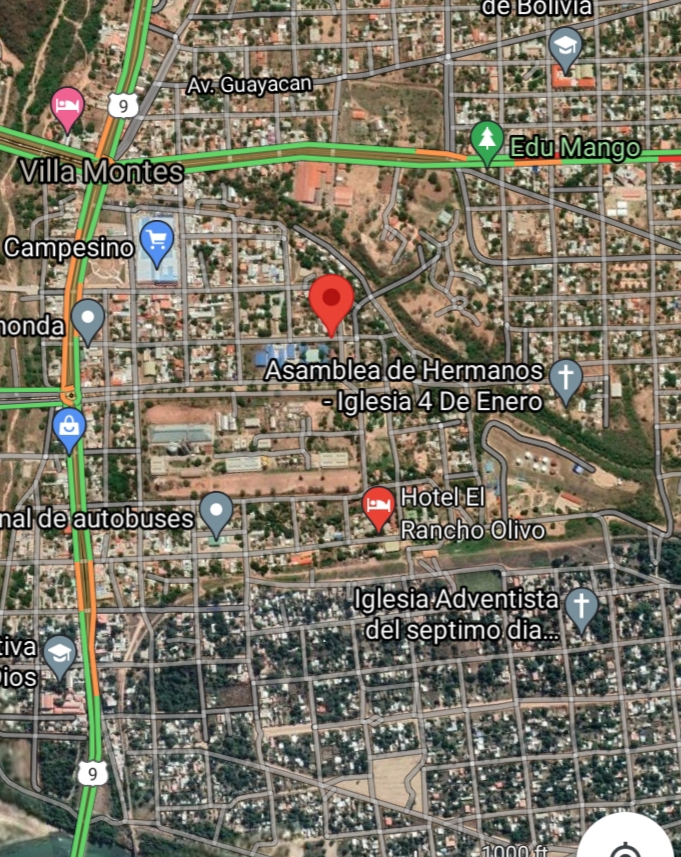 de Bolivia
Av. Guayacan
9
Edu Mango
Villa Montes
Campesino
nonda
Asamblea de Hermanos
- Iglesia 4 De Enero
Hotel El
Rancho Olivo
nal de autobuses
Iglesia Adventista
del septimo dia...
tiva
Dios
9
1000 ft